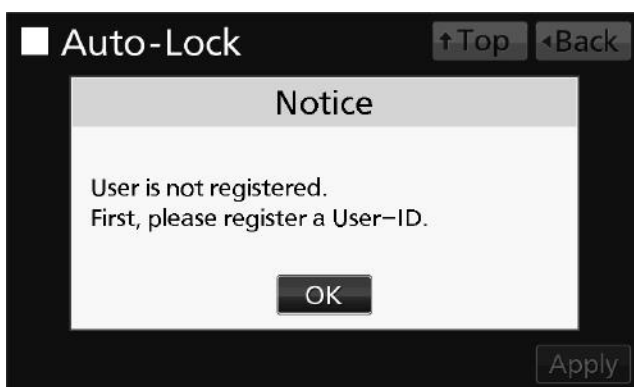 Auto-Lock
↑Top
◂Back
Notice
User is not registered.
First, please register a User-ID.
OK
Apply